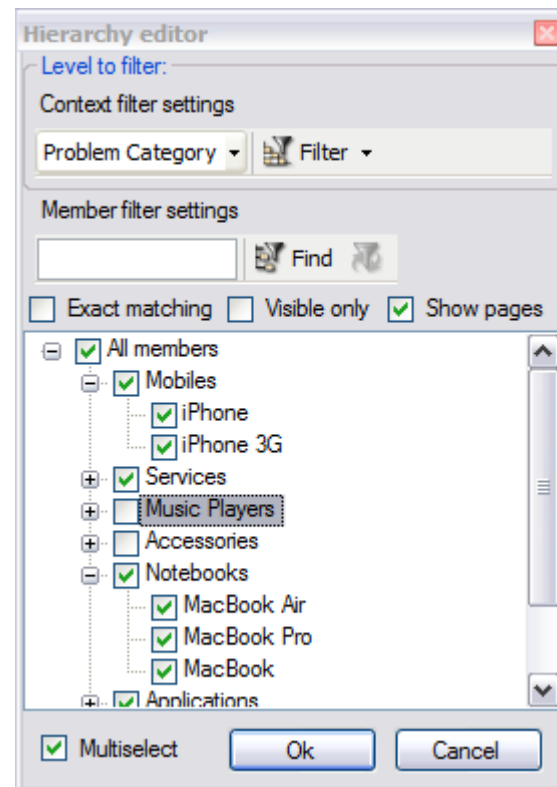 Hierarchy editor
Level to filter:
Context filter settings
Problem Category Filter
Member filter settings
Find
Exact matching Visible only Show pages
All members
Mobiles
iPhone
iPhone 3G
Services
Music Players
Accessories
Notebooks
MacBook Air
MacBook Pro
MacBook
Applications
Multiselect Ok Cancel